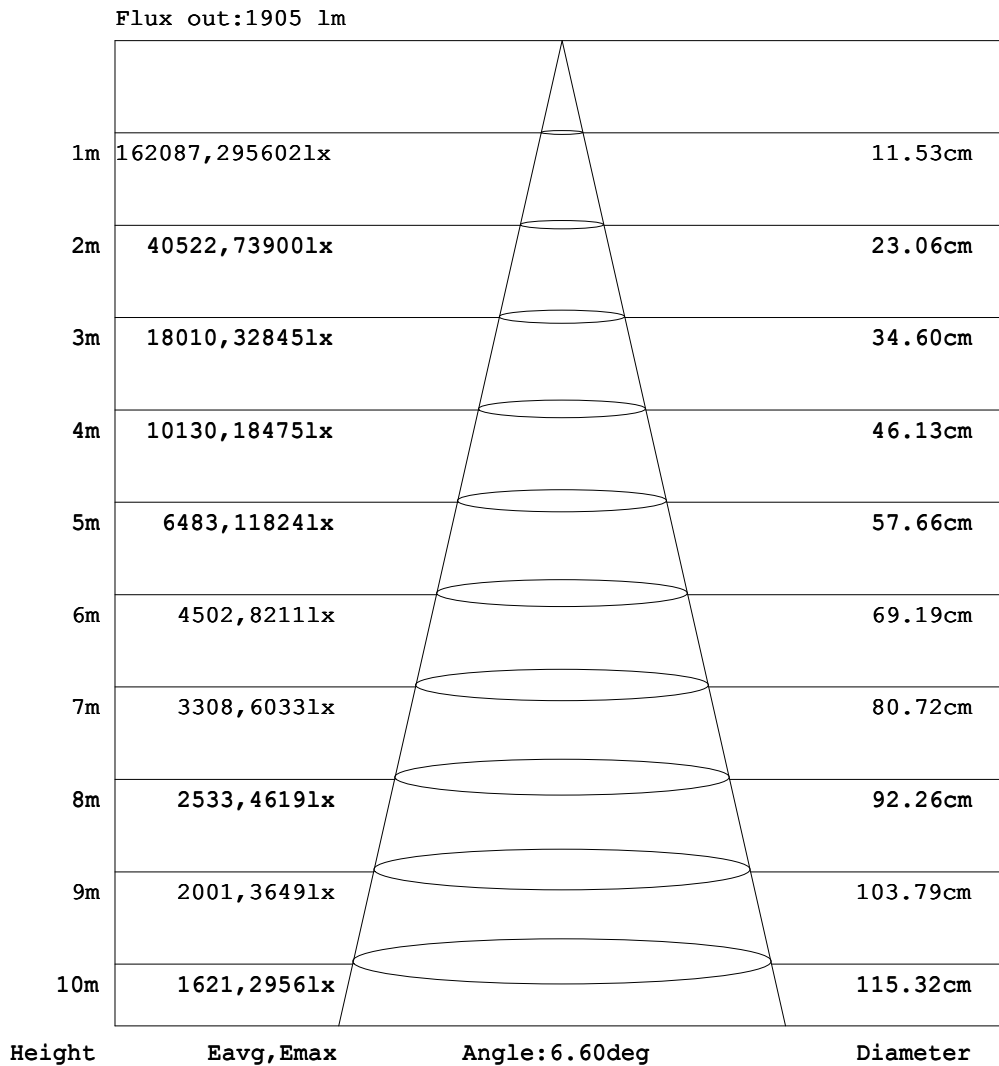 Flux out:1905 lm
1m 162087,295602lx 11.53cm
2m 40522,73900lx 23.06cm
3m 18010,32845lx 34.60cm
4m 10130,18475lx 46.13cm
5m 6483,11824lx 57.66cm
6m 4502,8211lx 69.19cm
7m 3308,6033lx 80.72cm
8m 2533,4619lx 92.26cm
9m 2001,3649lx 103.79cm
10m 1621,2956lx 115.32cm
Height Eavg,Emax Angle:6.60deg Diameter